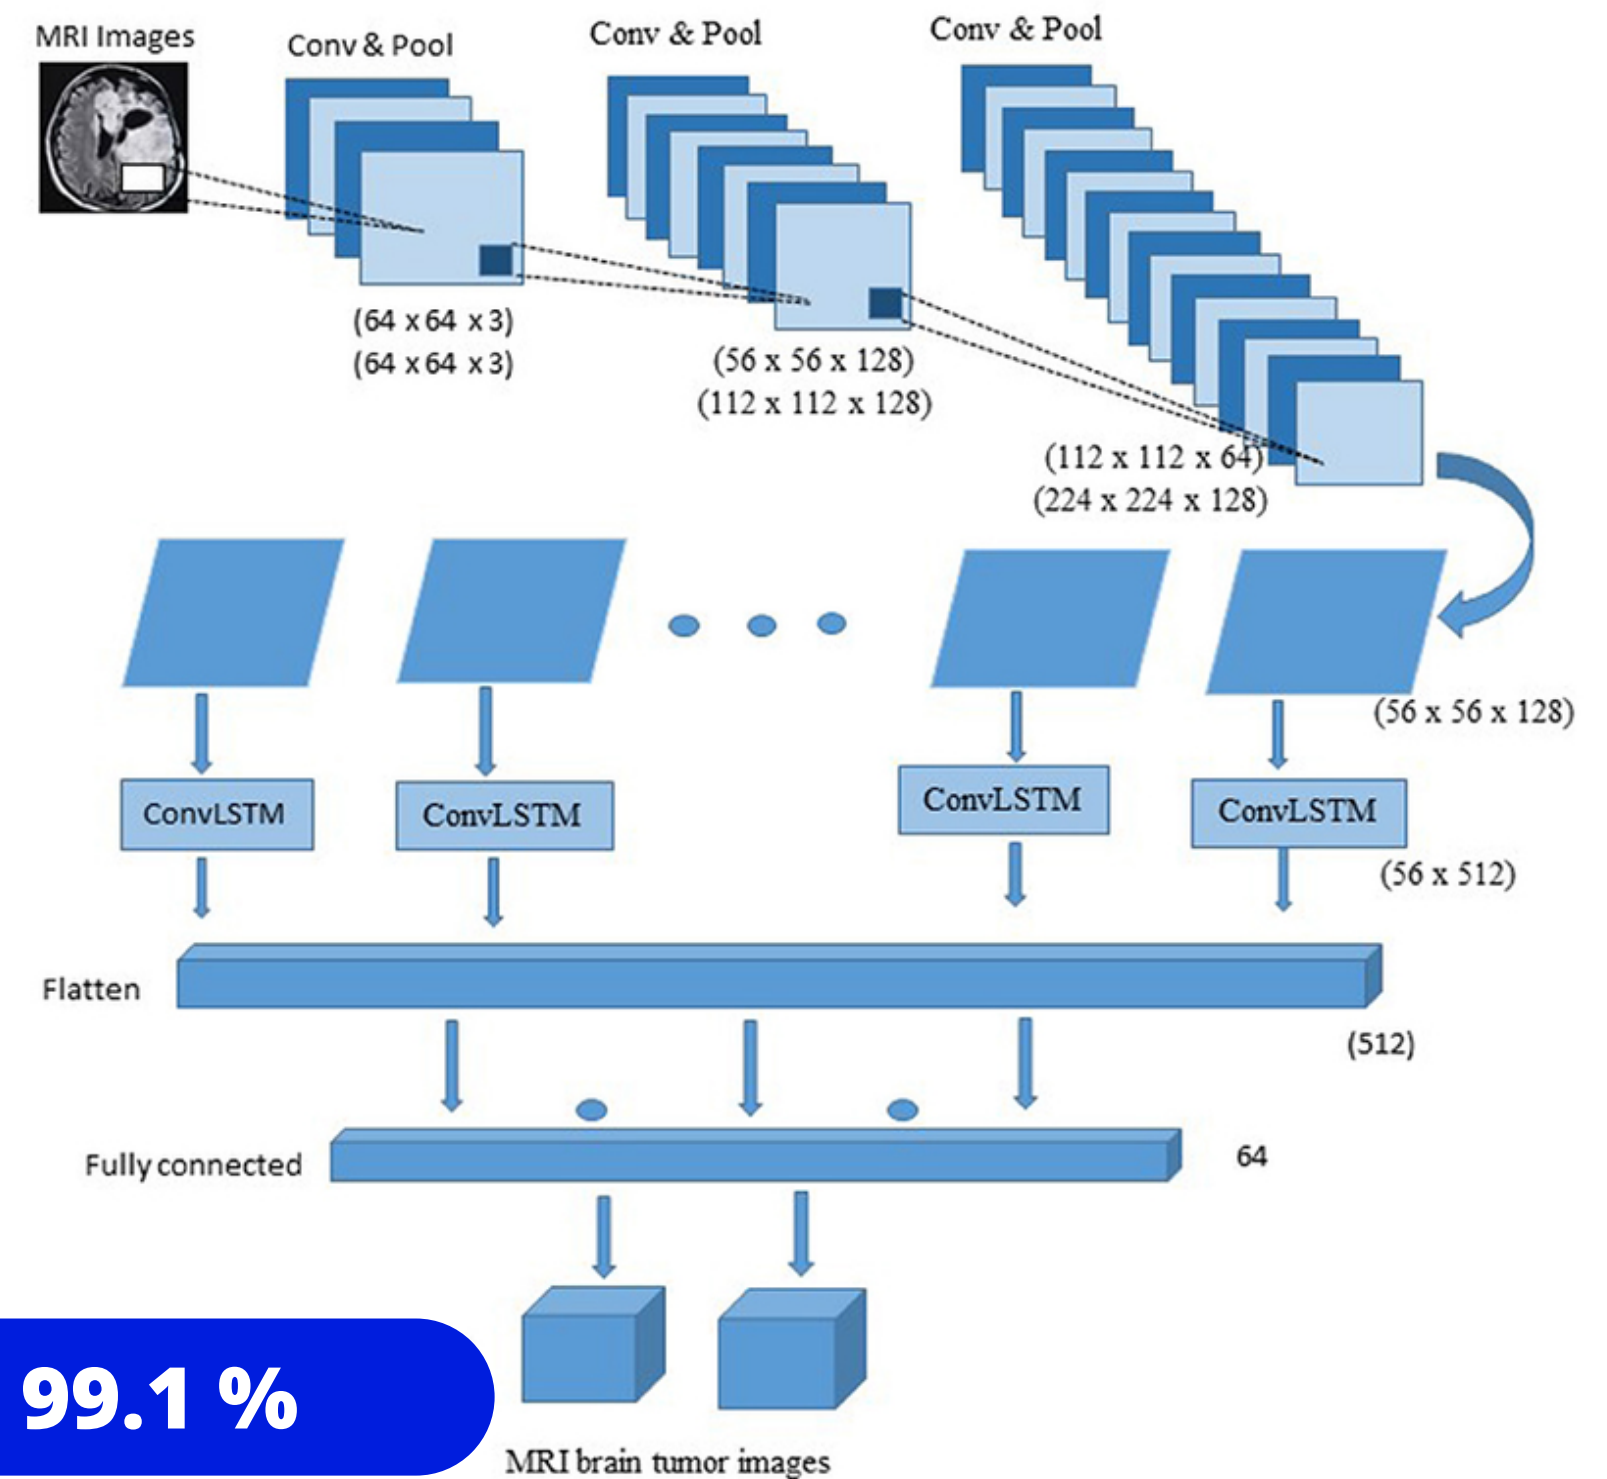 MRI Images
Conv & Pool
Conv & Pool
Conv & Pool
(64 x 64 x 3)
(64 x 64 x 3)
(56 x 56 x 128)
(112 x 112 x 128)
(112 x 112 x 64)
(224 x 224 x 128)
(56 x 56 x 128)
ConvLSTM
ConvLSTM
ConvLSTM
ConvLSTM
(56 x 512)
Flatten
(512)
Fully connected
64
99.1 %
MRI brain tumor images